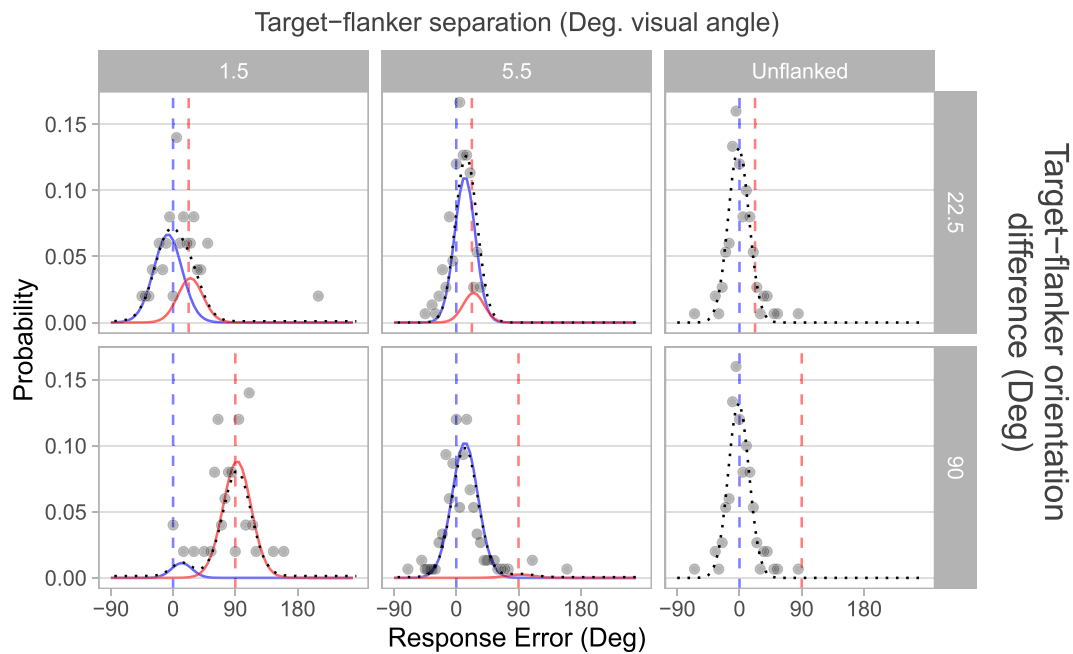 Target−flanker separation (Deg. visual angle)
1.5 5.5 Unflanked
0.15
0.10
0.05
0.00
22.5
0.15
0.10
0.05
0.00
90
Probability
Target−flanker orientation
difference (Deg)
−90 0 90 180 −90 0 90 180 −90 0 90 180
Response Error (Deg)